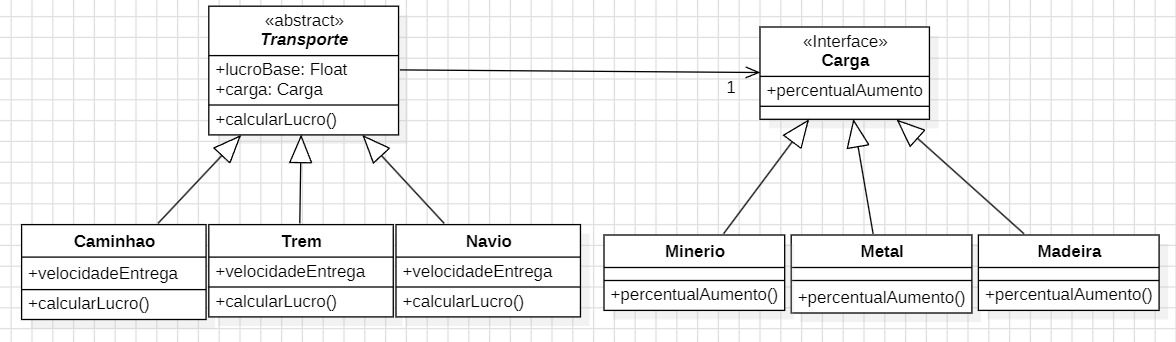 «abstract»
Transporte
+lucroBase: Float
+carga: Carga
+calcularLucro()
1
«Interface»
Carga
+percentualAumento
Caminhao
+velocidadeEntrega
+calcularLucro()
Trem
+velocidadeEntrega
+calcularLucro()
Navio
+velocidadeEntrega
+calcularLucro()
Minerio
+percentualAumento()
Metal
+percentualAumento()
Madeira
+percentualAumento()